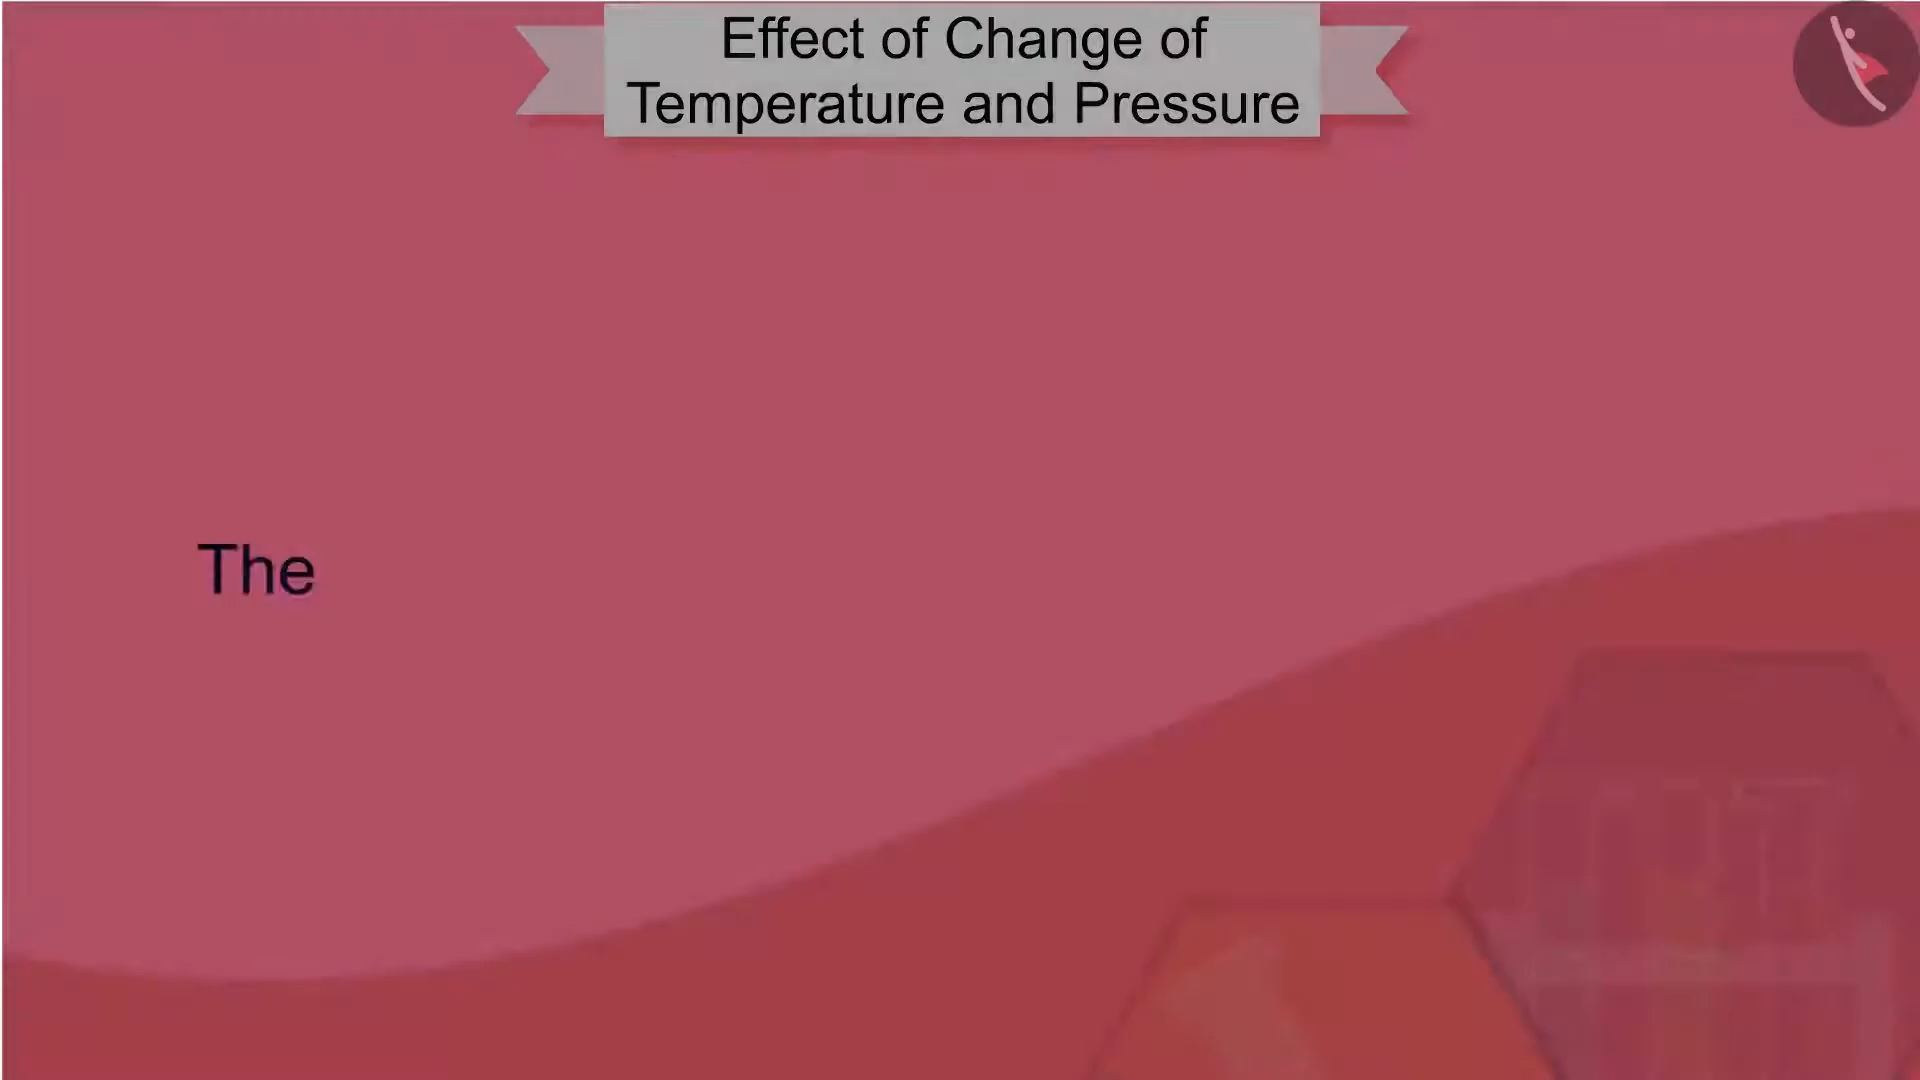 Effect of Change of
Temperature and Pressure
The